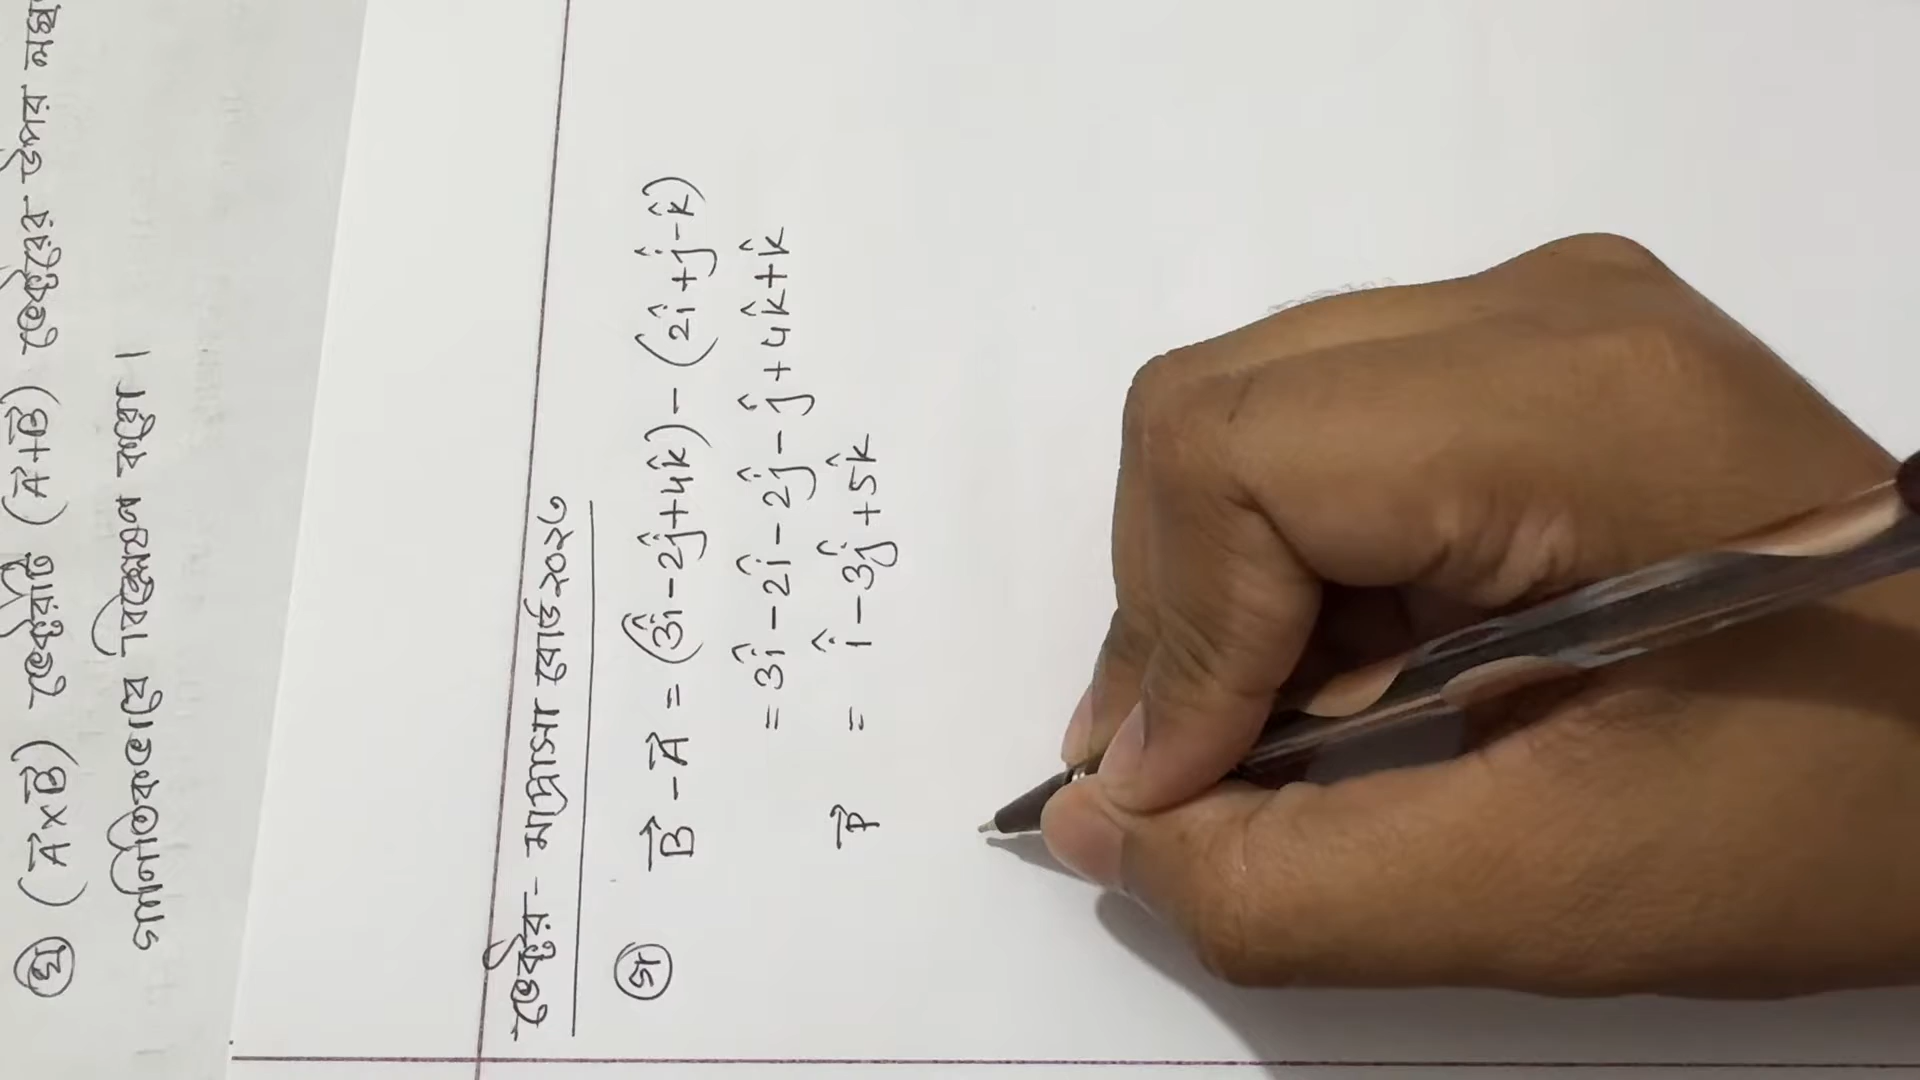 ঘ (A⃗×B⃗) ভেক্টরটি (A⃗+B⃗) ভেক্টরের উপর লম্ব
গাণিতিকভাবে যাচাই করে বিশ্লেষণ করো।
ভেক্টর - মাদ্রাসা বোর্ড ২০২৩
গ B⃗ - A⃗ = (3î - 2ĵ + 4k̂) - (2î + ĵ - k̂)
= 3î - 2î - 2ĵ - ĵ + 4k̂ + k̂
P⃗ = î - 3ĵ + 5k̂